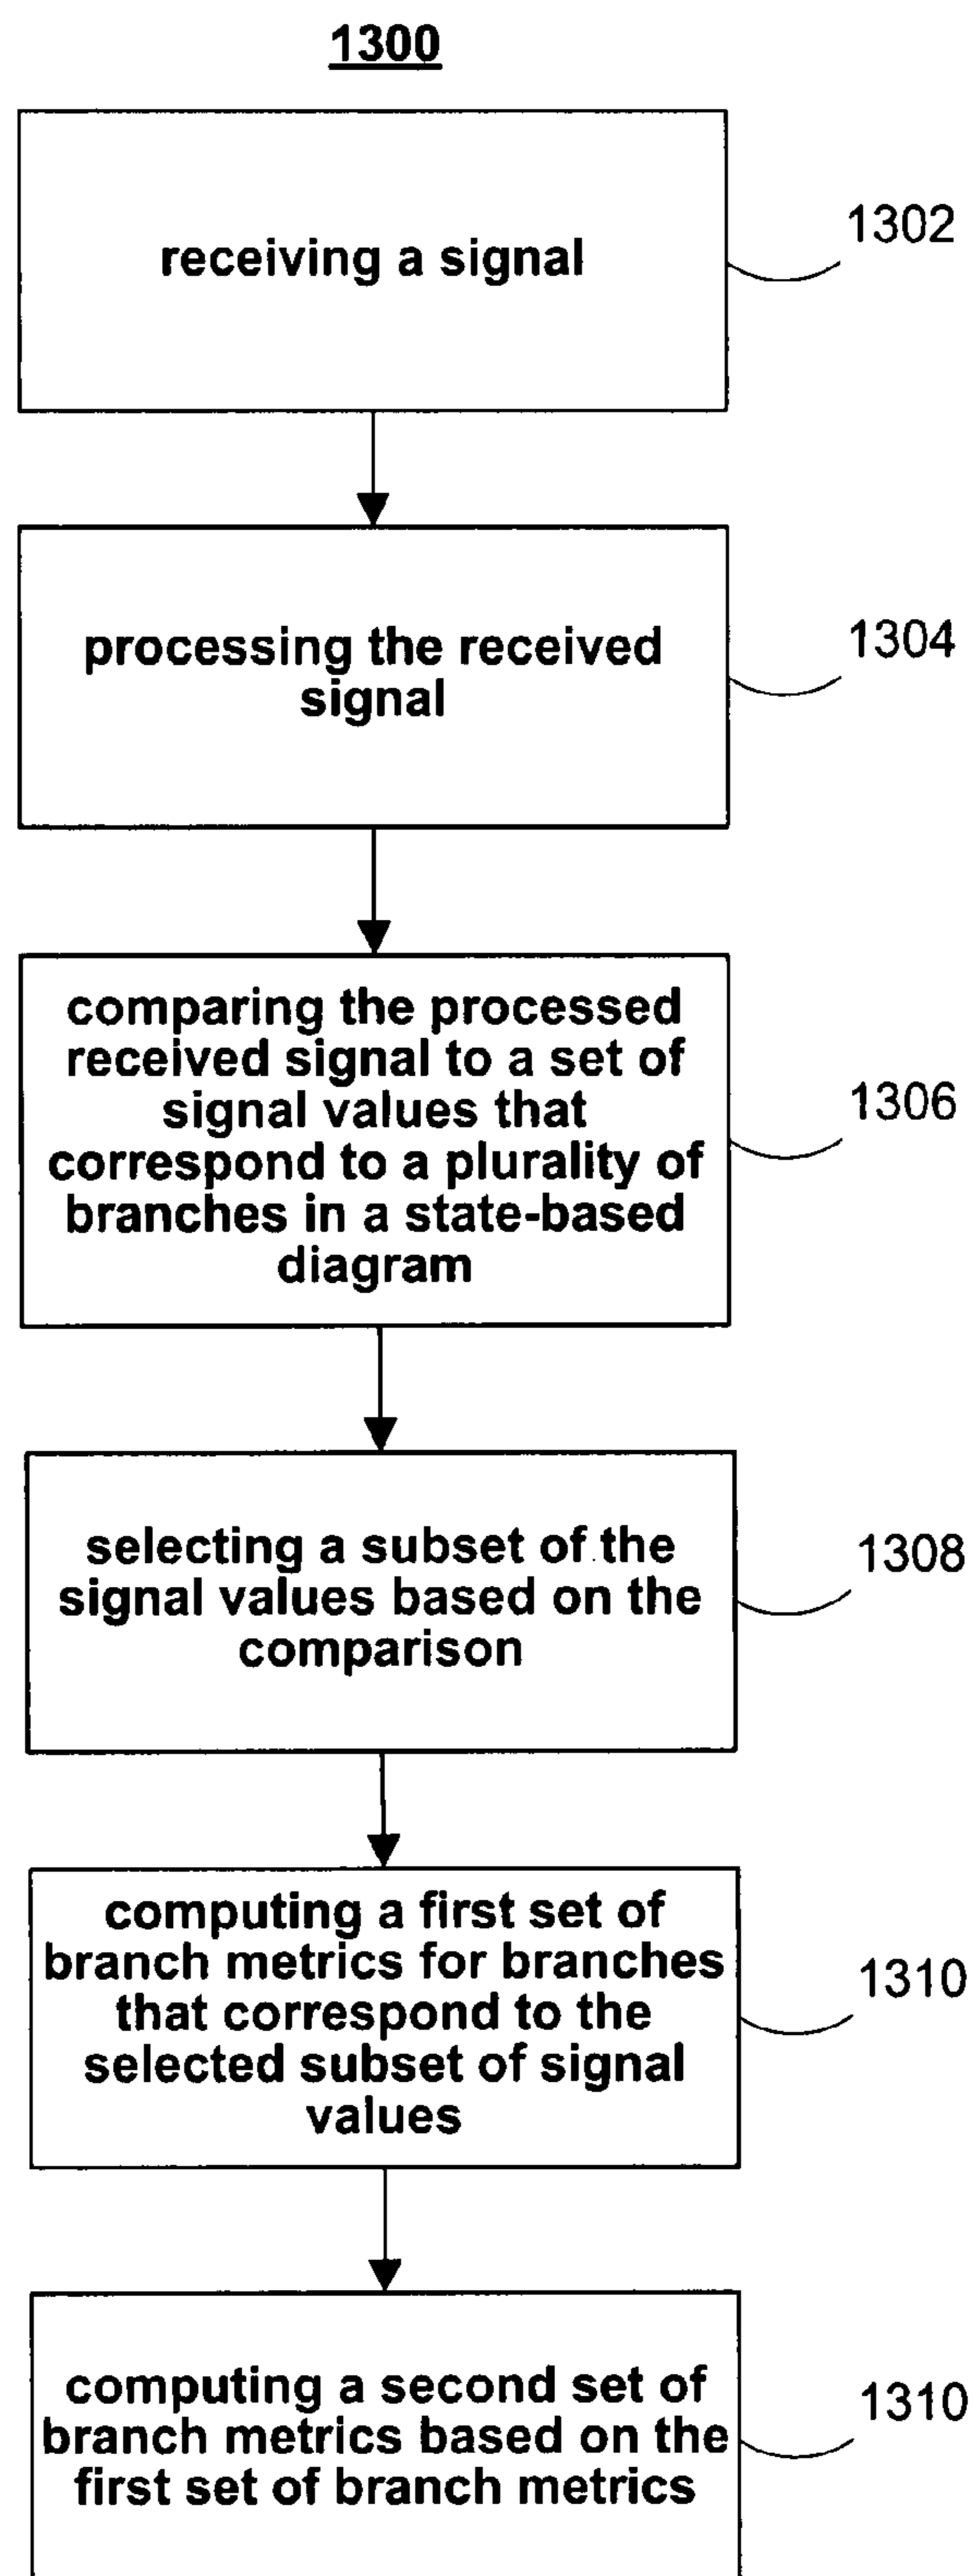 1300
receiving a signal
1302
processing the received
signal
1304
comparing the processed
received signal to a set of
signal values that
correspond to a plurality of
branches in a state-based
diagram
1306
selecting a subset of the
signal values based on the
comparison
1308
computing a first set of
branch metrics for branches
that correspond to the
selected subset of signal
values
1310
computing a second set of
branch metrics based on the
first set of branch metrics
1310